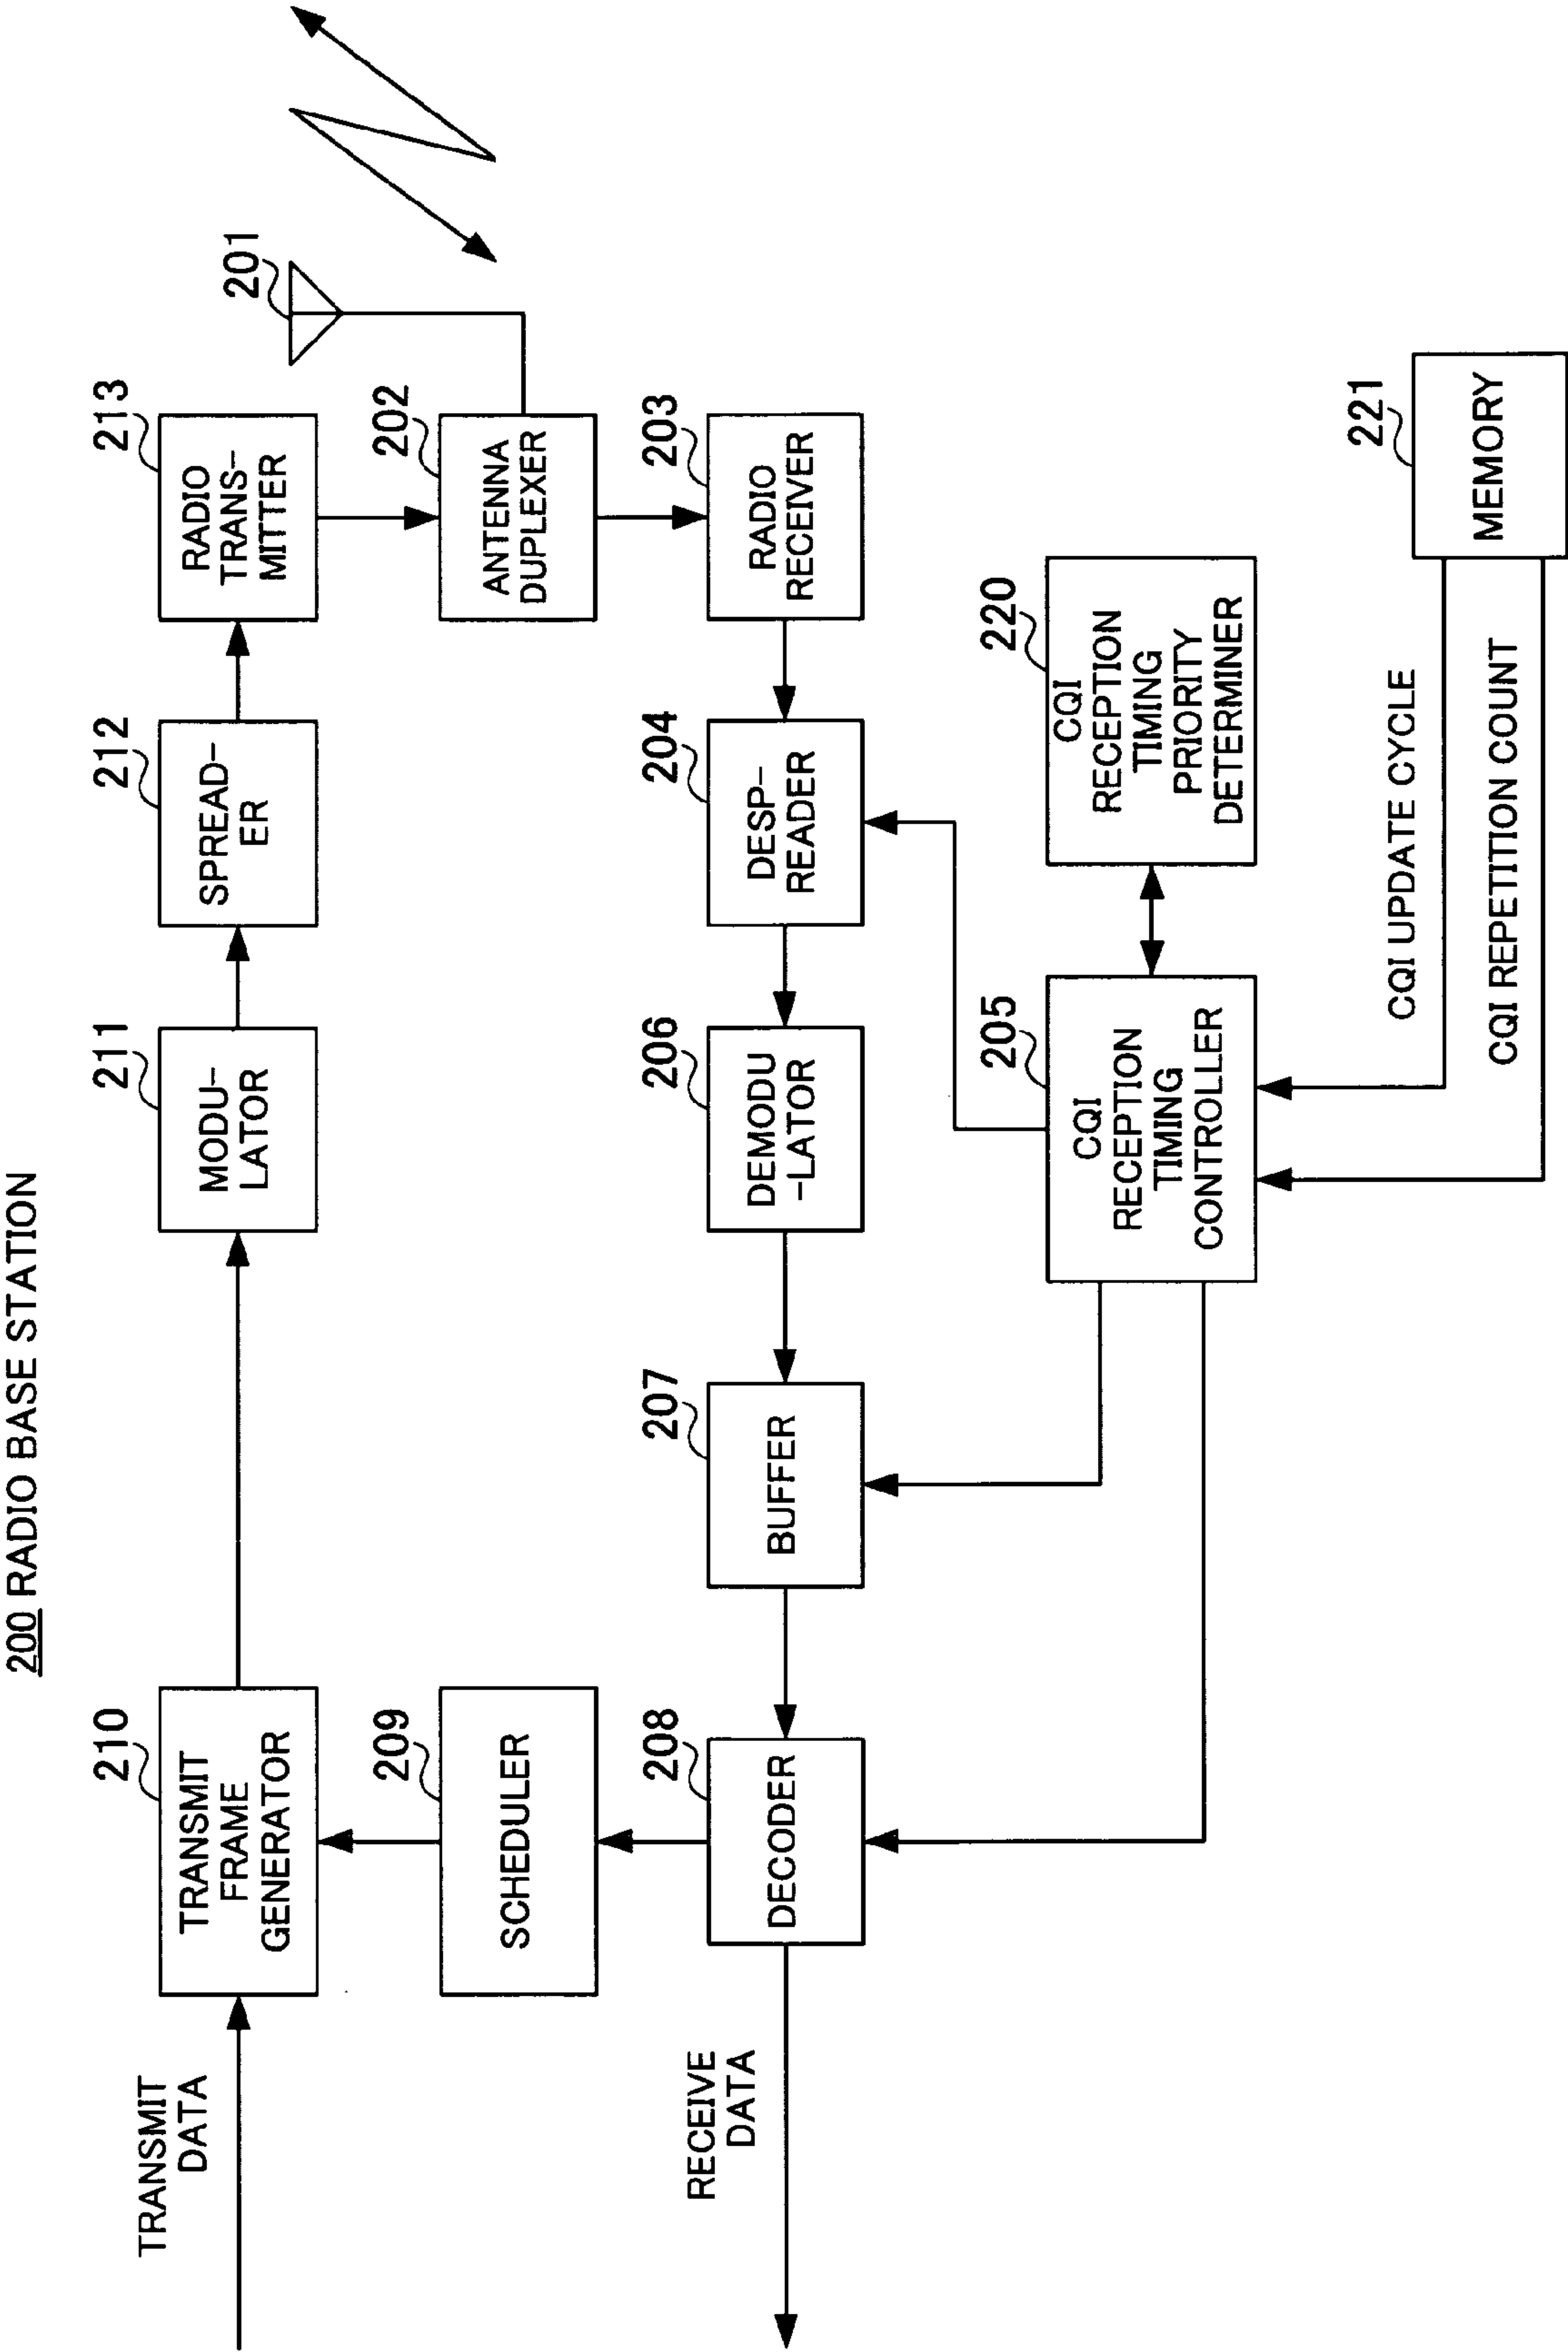 200 RADIO BASE STATION
TRANSMIT
DATA
210
TRANSMIT
FRAME
GENERATOR
211
MODU-
LATOR
212
SPREAD-
ER
213
RADIO
TRANS-
MITTER
201
209
SCHEDULER
202
ANTENNA
DUPLEXER
RECEIVE
DATA
208
DECODER
207
BUFFER
206
DEMODU
-LATOR
204
DESP-
READER
203
RADIO
RECEIVER
205
CQI
RECEPTION
TIMING
CONTROLLER
220
CQI
RECEPTION
TIMING
PRIORITY
DETERMINER
CQI UPDATE CYCLE
CQI REPETITION COUNT
221
MEMORY